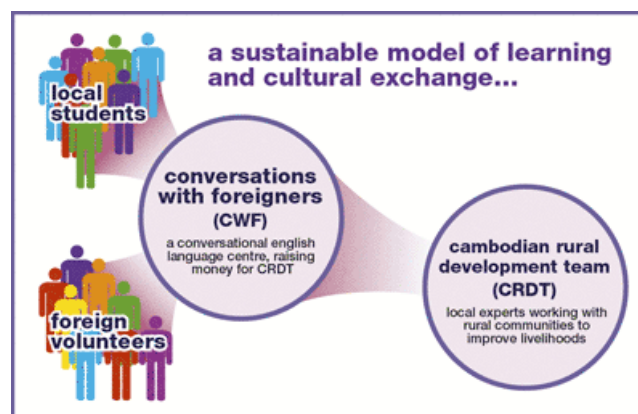 a sustainable model of learning
and cultural exchange...
local
students
conversations
with foreigners
(CWF)
a conversational english
language centre, raising
money for CRDT
foreign
volunteers
cambodian rural
development team
(CRDT)
local experts working with
rural communities to
improve livelihoods